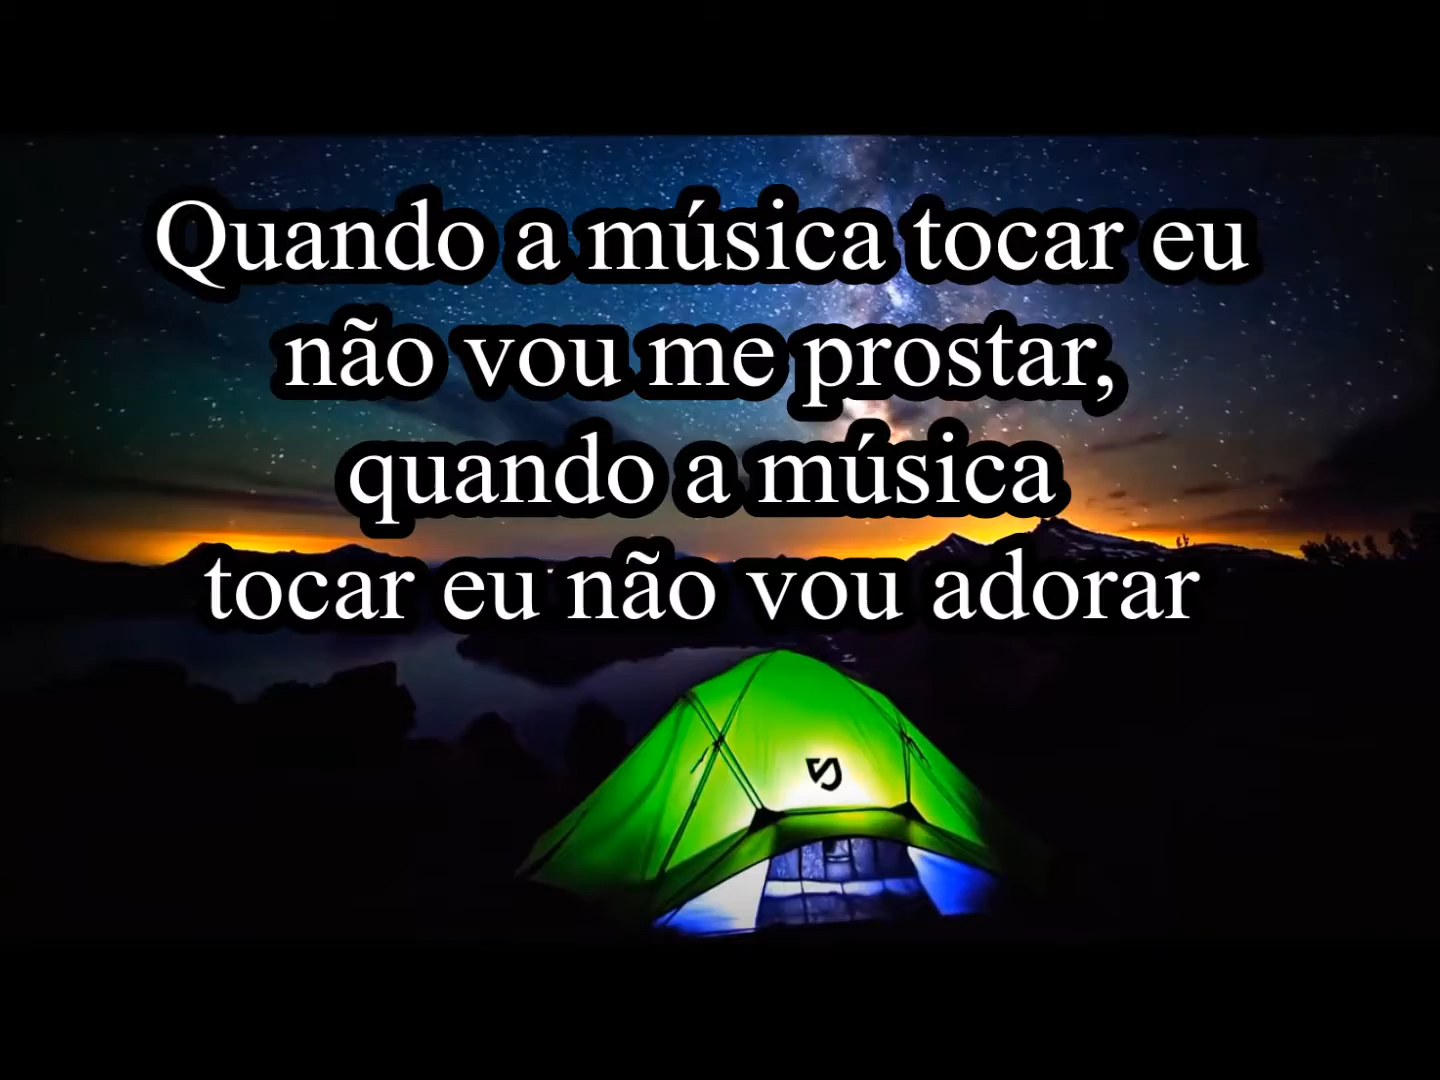 Quando a música tocar eu
não vou me prostar,
quando a música
tocar eu não vou adorar